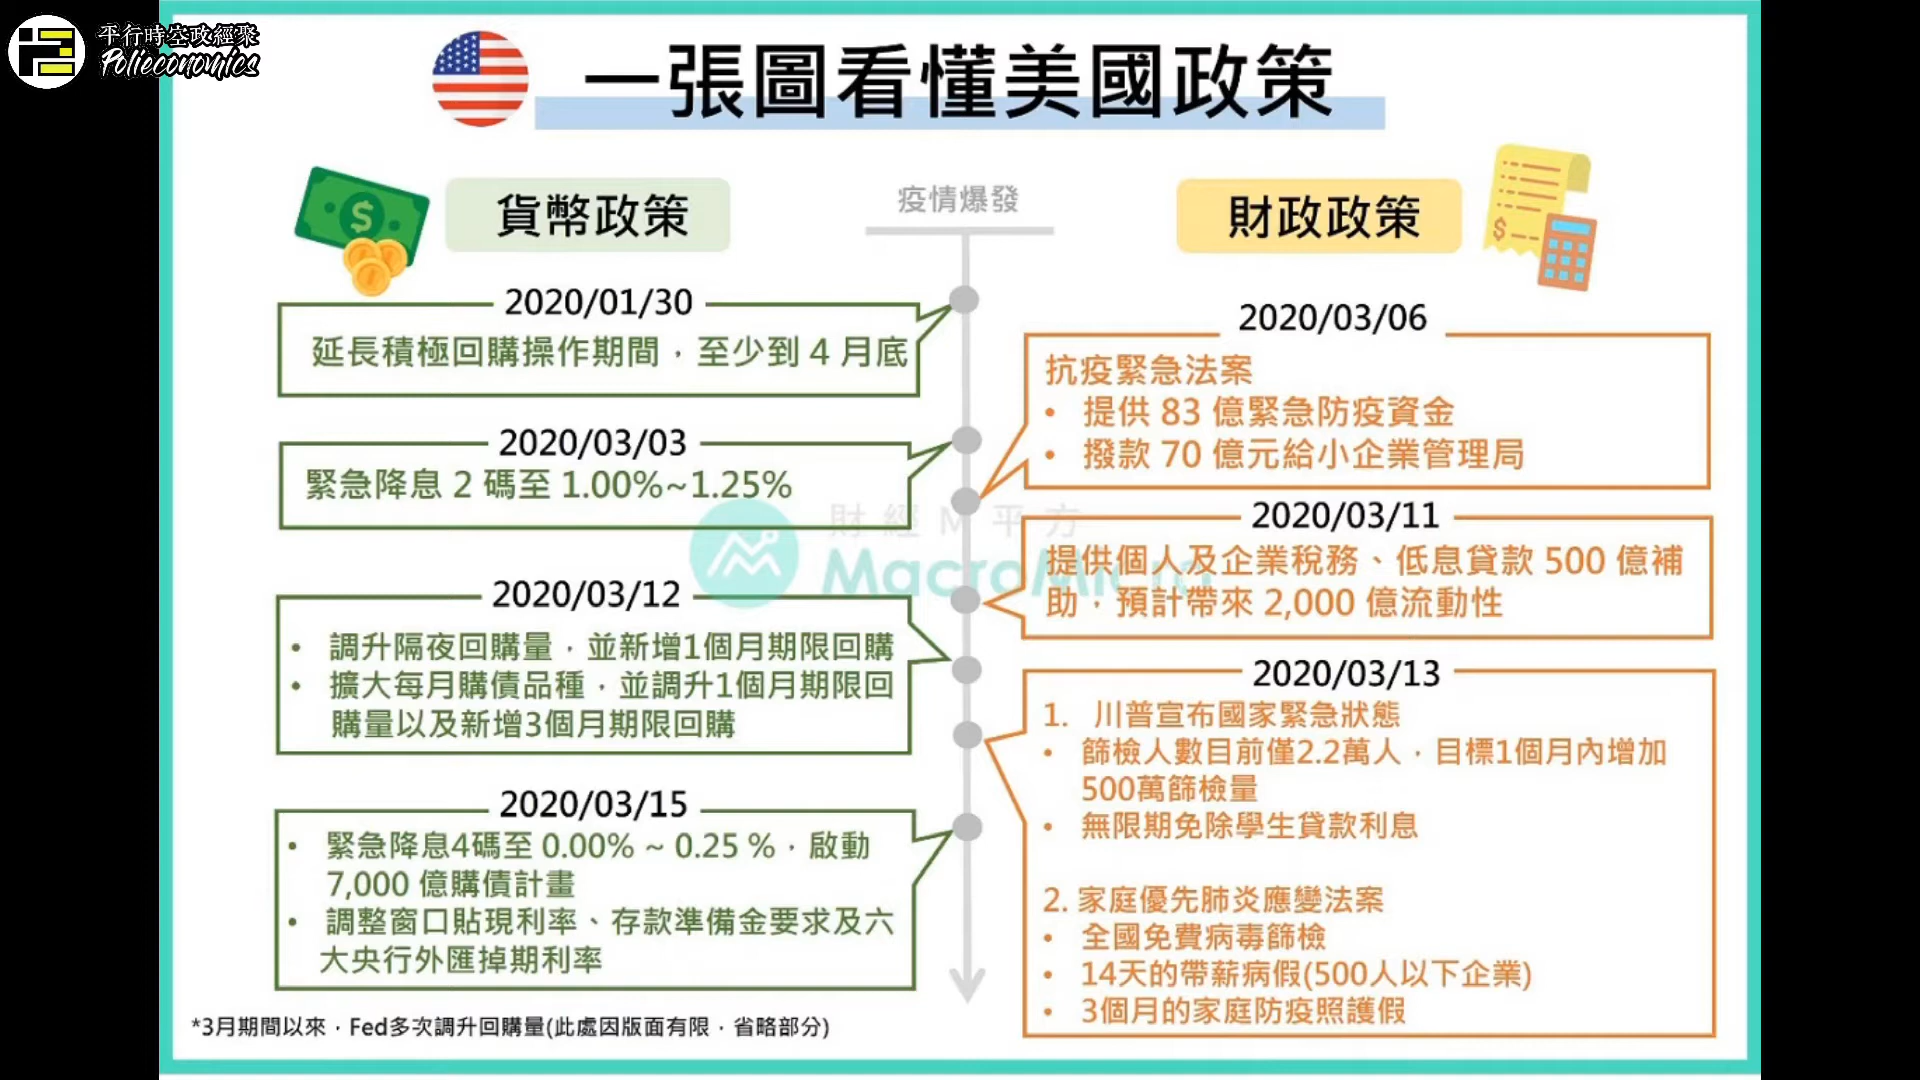 平行時空政經聚
Polieconomics
一張圖看懂美國政策
貨幣政策
疫情爆發
財政政策
2020/01/30
延長積極回購操作期間，至少到 4 月底
2020/03/03
緊急降息 2 碼至 1.00%~1.25%
2020/03/12
• 調升隔夜回購量，並新增1個月期限回購
• 擴大每月購債品種，並調升1個月期限回
購量以及新增3個月期限回購
2020/03/15
• 緊急降息4碼至 0.00% ~ 0.25 %，啟動
7,000 億購債計畫
• 調整窗口貼現利率、存款準備金要求及六
大央行外匯掉期利率
2020/03/06
抗疫緊急法案
• 提供 83 億緊急防疫資金
• 撥款 70 億元給小企業管理局
2020/03/11
提供個人及企業稅務、低息貸款 500 億補
助，預計帶來 2,000 億流動性
2020/03/13
1. 川普宣布國家緊急狀態
• 篩檢人數目前僅2.2萬人，目標1個月內增加
500萬篩檢量
• 無限期免除學生貸款利息
2. 家庭優先肺炎應變法案
• 全國免費病毒篩檢
• 14天的帶薪病假(500人以下企業)
• 3個月的家庭防疫照護假
財經M平方
MacroMicro
*3月期間以來，Fed多次調升回購量(此處因版面有限，省略部分)